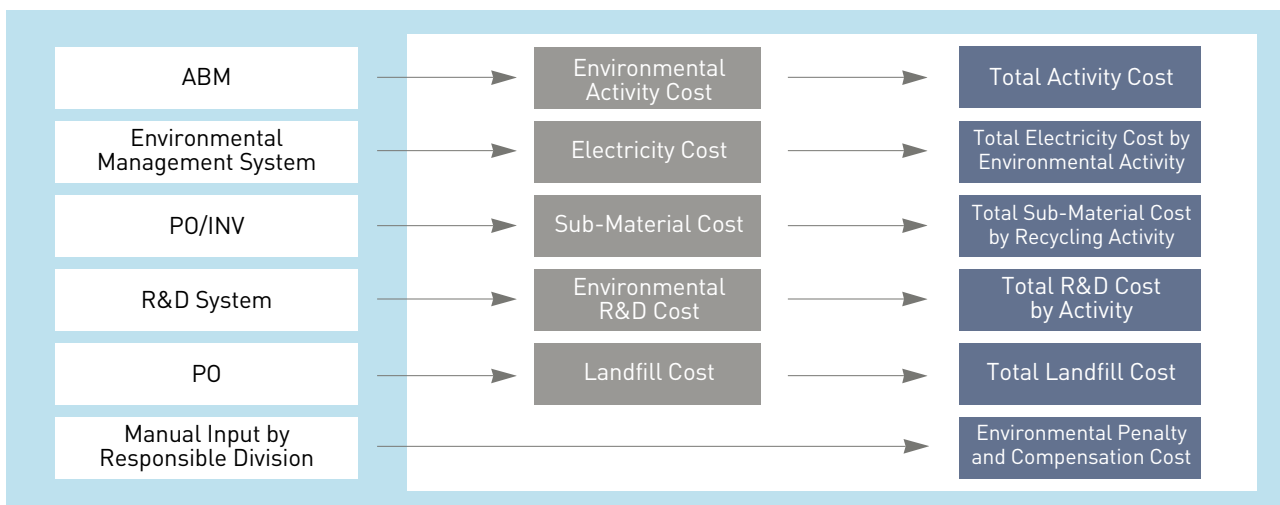 ABM
Environmental
Activity Cost
Total Activity Cost
Environmental
Management System
Electricity Cost
Total Electricity Cost by
Environmental Activity
PO/INV
Sub-Material Cost
Total Sub-Material Cost
by Recycling Activity
R&D System
Environmental
R&D Cost
Total R&D Cost
by Activity
PO
Landfill Cost
Total Landfill Cost
Manual Input by
Responsible Division
Environmental Penalty
and Compensation Cost